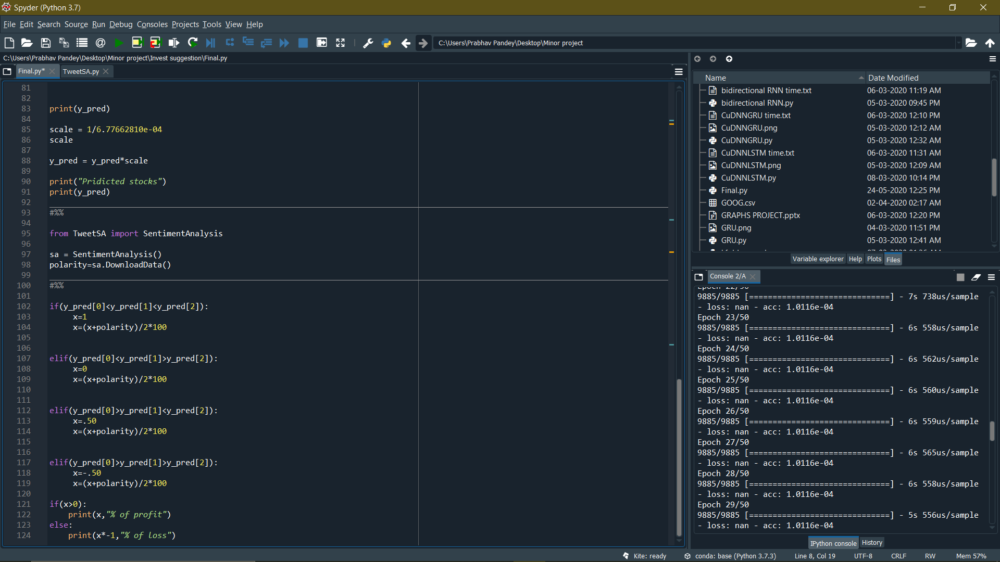 Spyder (Python 3.7)
File Edit Search Source Run Debug Consoles Projects Tools View Help
C:\Users\Prabhav Pandey\Desktop\Minor project
C:\Users\Prabhav Pandey\Desktop\Minor project\Invest suggestion\Final.py
Final.py* TweetSA.py
81
82
83 print(y_pred)
84
85 scale = 1/6.77662810e-04
86 scale
87
88 y_pred = y_pred*scale
89
90 print("Pridicted stocks")
91 print(y_pred)
92
93 #%%
94
95 from TweetSA import SentimentAnalysis
96
97 sa = SentimentAnalysis()
98 polarity=sa.DownloadData()
99
100 #%%
101
102 if(y_pred[0]<y_pred[1]<y_pred[2]):
103 x=1
104 x=(x+polarity)/2*100
105
106
107 elif(y_pred[0]<y_pred[1]>y_pred[2]):
108 x=0
109 x=(x+polarity)/2*100
110
111
112 elif(y_pred[0]>y_pred[1]<y_pred[2]):
113 x=.50
114 x=(x+polarity)/2*100
115
116
117 elif(y_pred[0]>y_pred[1]>y_pred[2]):
118 x=-.50
119 x=(x+polarity)/2*100
120
121 if(x>0):
122 print(x,"% of profit")
123 else:
124 print(x*-1,"% of loss")
Name Date Modified
bidirectional RNN time.txt 06-03-2020 11:19 AM
bidirectional RNN.py 05-03-2020 09:45 PM
CuDNNGRU time.txt 06-03-2020 12:10 PM
CuDNNGRU.png 05-03-2020 12:12 AM
CuDNNGRU.py 05-03-2020 12:32 AM
CuDNNLSTM time.txt 06-03-2020 11:31 AM
CuDNNLSTM.png 05-03-2020 12:09 AM
CuDNNLSTM.py 08-03-2020 10:14 PM
Final.py 24-05-2020 12:25 PM
GOOG.csv 02-04-2020 02:17 AM
GRAPHS PROJECT.pptx 06-03-2020 12:20 PM
GRU.png 04-03-2020 11:51 PM
GRU.py 05-03-2020 12:41 AM
Variable explorer Help Plots Files
Console 2/A
Epoch 22/50
9885/9885 [==============================] - 7s 738us/sample
- loss: nan - acc: 1.0116e-04
Epoch 23/50
9885/9885 [==============================] - 6s 558us/sample
- loss: nan - acc: 1.0116e-04
Epoch 24/50
9885/9885 [==============================] - 6s 562us/sample
- loss: nan - acc: 1.0116e-04
Epoch 25/50
9885/9885 [==============================] - 6s 560us/sample
- loss: nan - acc: 1.0116e-04
Epoch 26/50
9885/9885 [==============================] - 6s 559us/sample
- loss: nan - acc: 1.0116e-04
Epoch 27/50
9885/9885 [==============================] - 6s 565us/sample
- loss: nan - acc: 1.0116e-04
Epoch 28/50
9885/9885 [==============================] - 6s 558us/sample
- loss: nan - acc: 1.0116e-04
Epoch 29/50
9885/9885 [==============================] - 5s 556us/sample
- loss: nan - acc: 1.0116e-04
IPython console History
Kite: ready conda: base (Python 3.7.3) Line 8, Col 19 UTF-8 CRLF RW Mem 57%